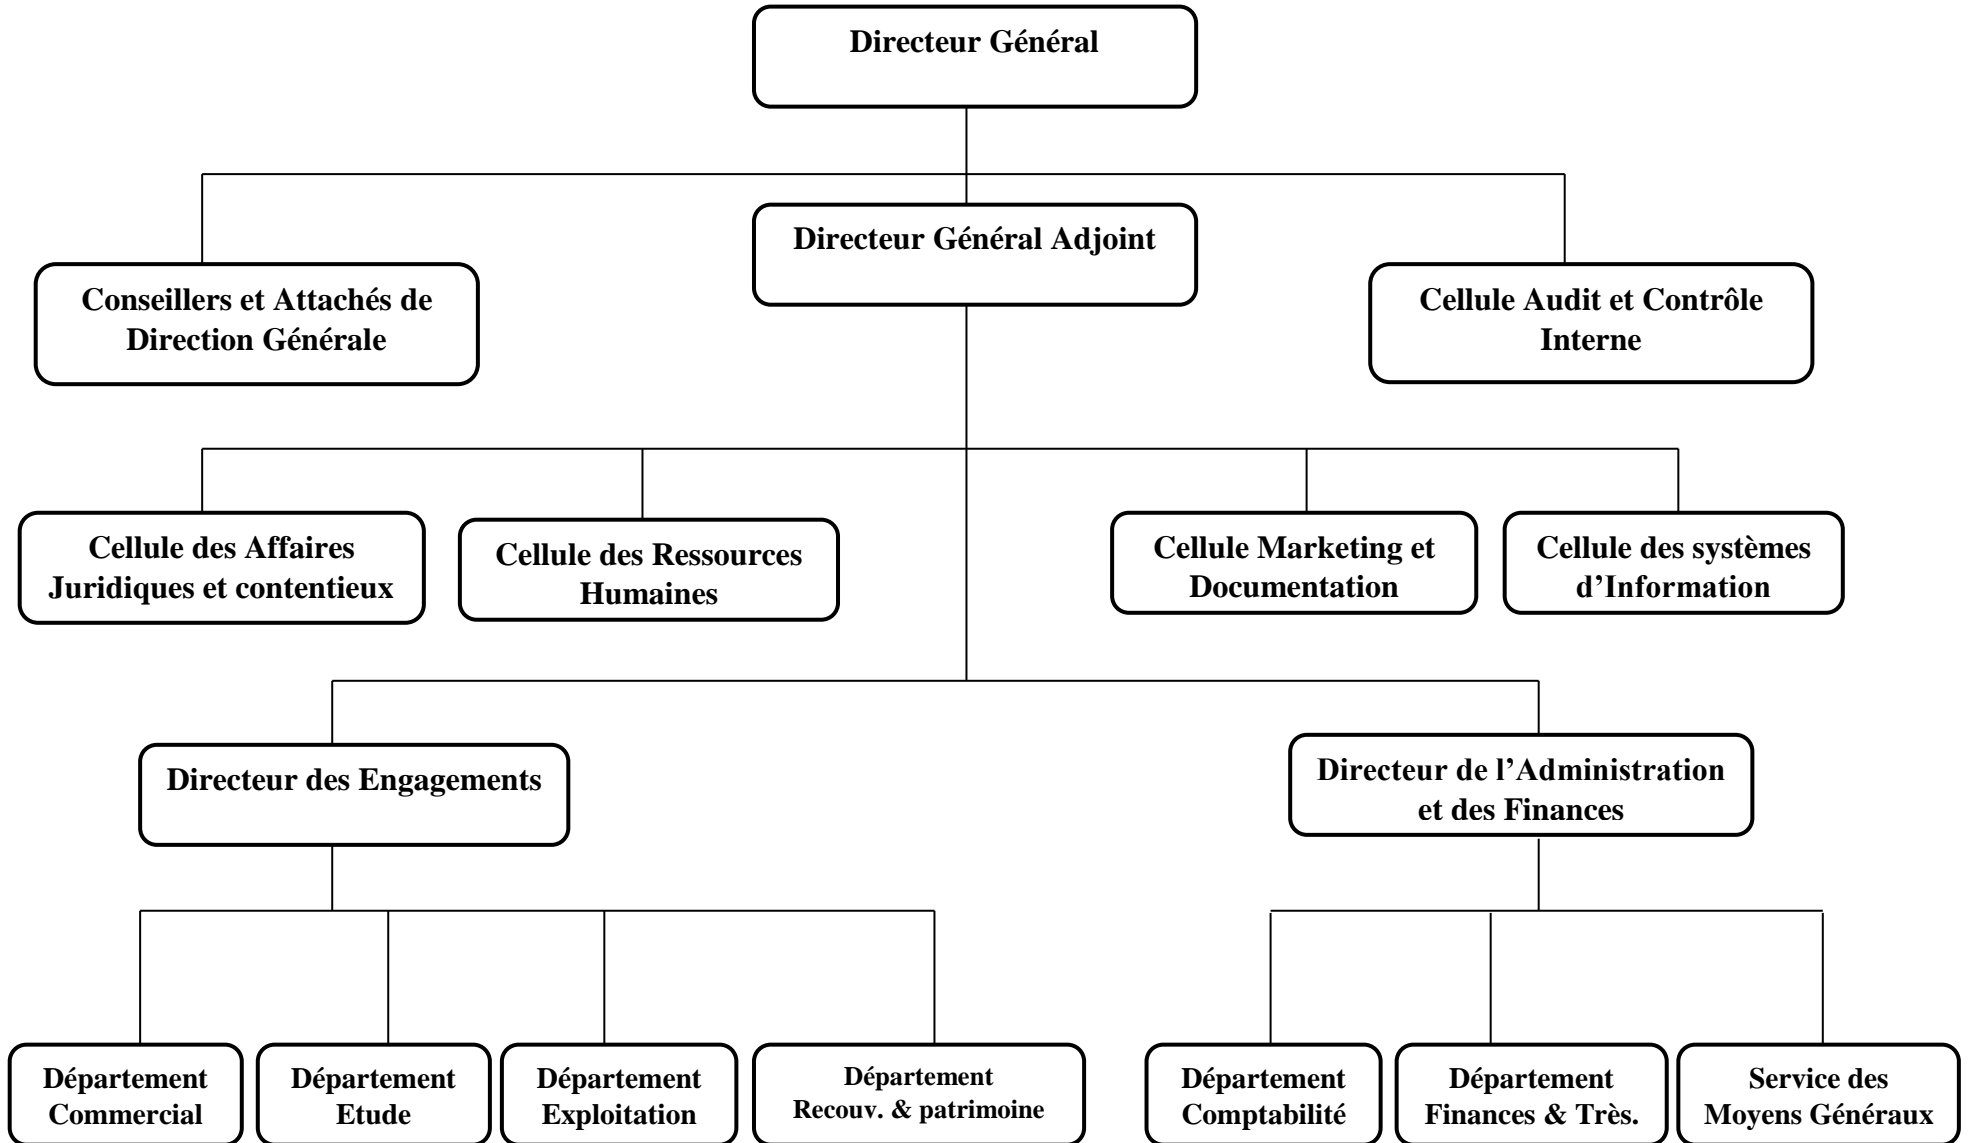 Directeur Général
Directeur Général Adjoint
Conseillers et Attachés de
Direction Générale
Cellule Audit et Contrôle
Interne
Cellule des Affaires
Juridiques et contentieux
Cellule des Ressources
Humaines
Cellule Marketing et
Documentation
Cellule des systèmes
d’Information
Directeur des Engagements
Directeur de l’Administration
et des Finances
Département
Commercial
Département
Etude
Département
Exploitation
Département
Recouv. & patrimoine
Département
Comptabilité
Département
Finances & Très.
Service des
Moyens Généraux